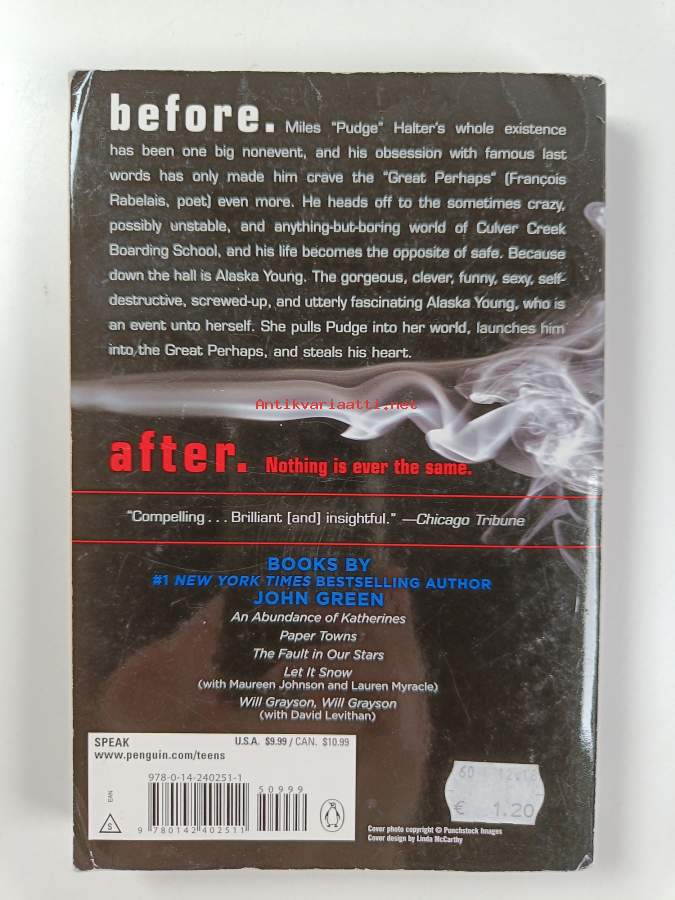 before. Miles "Pudge" Halter's whole existence
has been one big nonevent, and his obsession with famous last
words has only made him crave the "Great Perhaps" (François
Rabelais, poet) even more. He heads off to the sometimes crazy,
possibly unstable, and anything-but-boring world of Culver Creek
Boarding School, and his life becomes the opposite of safe. Because
down the hall is Alaska Young. The gorgeous, clever, funny, sexy, self-
destructive, screwed-up, and utterly fascinating Alaska Young, who is
an event unto herself. She pulls Pudge into her world, launches him
into the Great Perhaps, and steals his heart.
Antikvariaatti.net
after. Nothing is ever the same.
"Compelling . . . Brilliant [and] insightful." —Chicago Tribune
BOOKS BY
#1 NEW YORK TIMES BESTSELLING AUTHOR
JOHN GREEN
An Abundance of Katherines
Paper Towns
The Fault in Our Stars
Let It Snow
(with Maureen Johnson and Lauren Myracle)
Will Grayson, Will Grayson
(with David Levithan)
SPEAK U.S.A. $9.99 / CAN. $10.99
www.penguin.com/teens
978-0-14-240251-1
50999
EAN
S
9 780142 402511
60
€ 1.20
Cover photo copyright © Punchstock Images
Cover design by Linda McCarthy